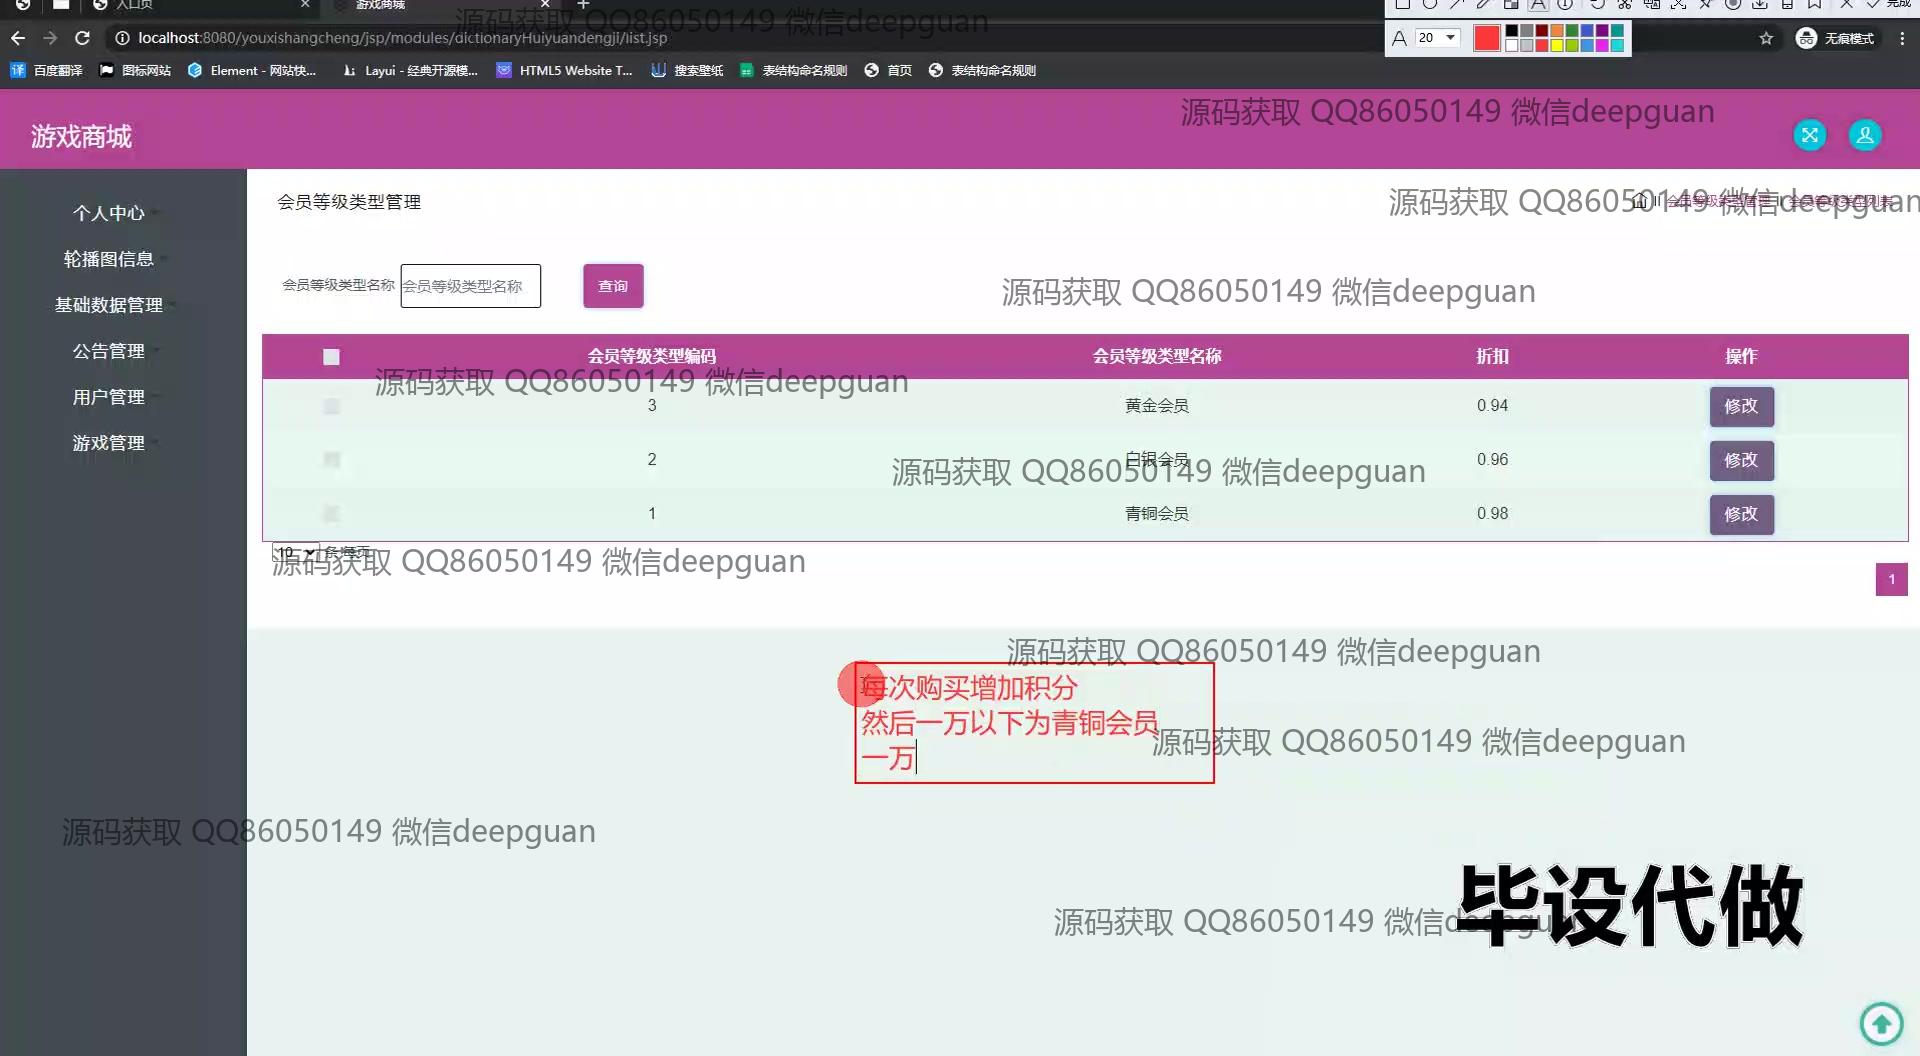 入口页
游戏商城
完成
localhost:8080/youxishangcheng/jsp/modules/dictionaryHuiyuandengji/list.jsp
20
无痕模式
百度翻译
图标网站
Element - 网站快...
Layui - 经典开源模...
HTML5 Website T...
搜索壁纸
表结构命名规则
首页
表结构命名规则
源码获取 QQ86050149 微信deepguan
源码获取 QQ86050149 微信deepguan
游戏商城
个人中心
轮播图信息
基础数据管理
公告管理
用户管理
游戏管理
会员等级类型管理
源码获取 QQ86050149 微信deepguan
会员等级类型管理
会员等级类型列表
会员等级类型名称
会员等级类型名称
查询
源码获取 QQ86050149 微信deepguan
会员等级类型编码 会员等级类型名称 折扣 操作
源码获取 QQ86050149 微信deepguan
3 黄金会员 0.94 修改
2 白银会员 0.96 修改
源码获取 QQ86050149 微信deepguan
1 青铜会员 0.98 修改
10 条每页
源码获取 QQ86050149 微信deepguan
1
源码获取 QQ86050149 微信deepguan
每次购买增加积分
然后一万以下为青铜会员
一万
源码获取 QQ86050149 微信deepguan
源码获取 QQ86050149 微信deepguan
毕设代做
源码获取 QQ86050149 微信deepguan